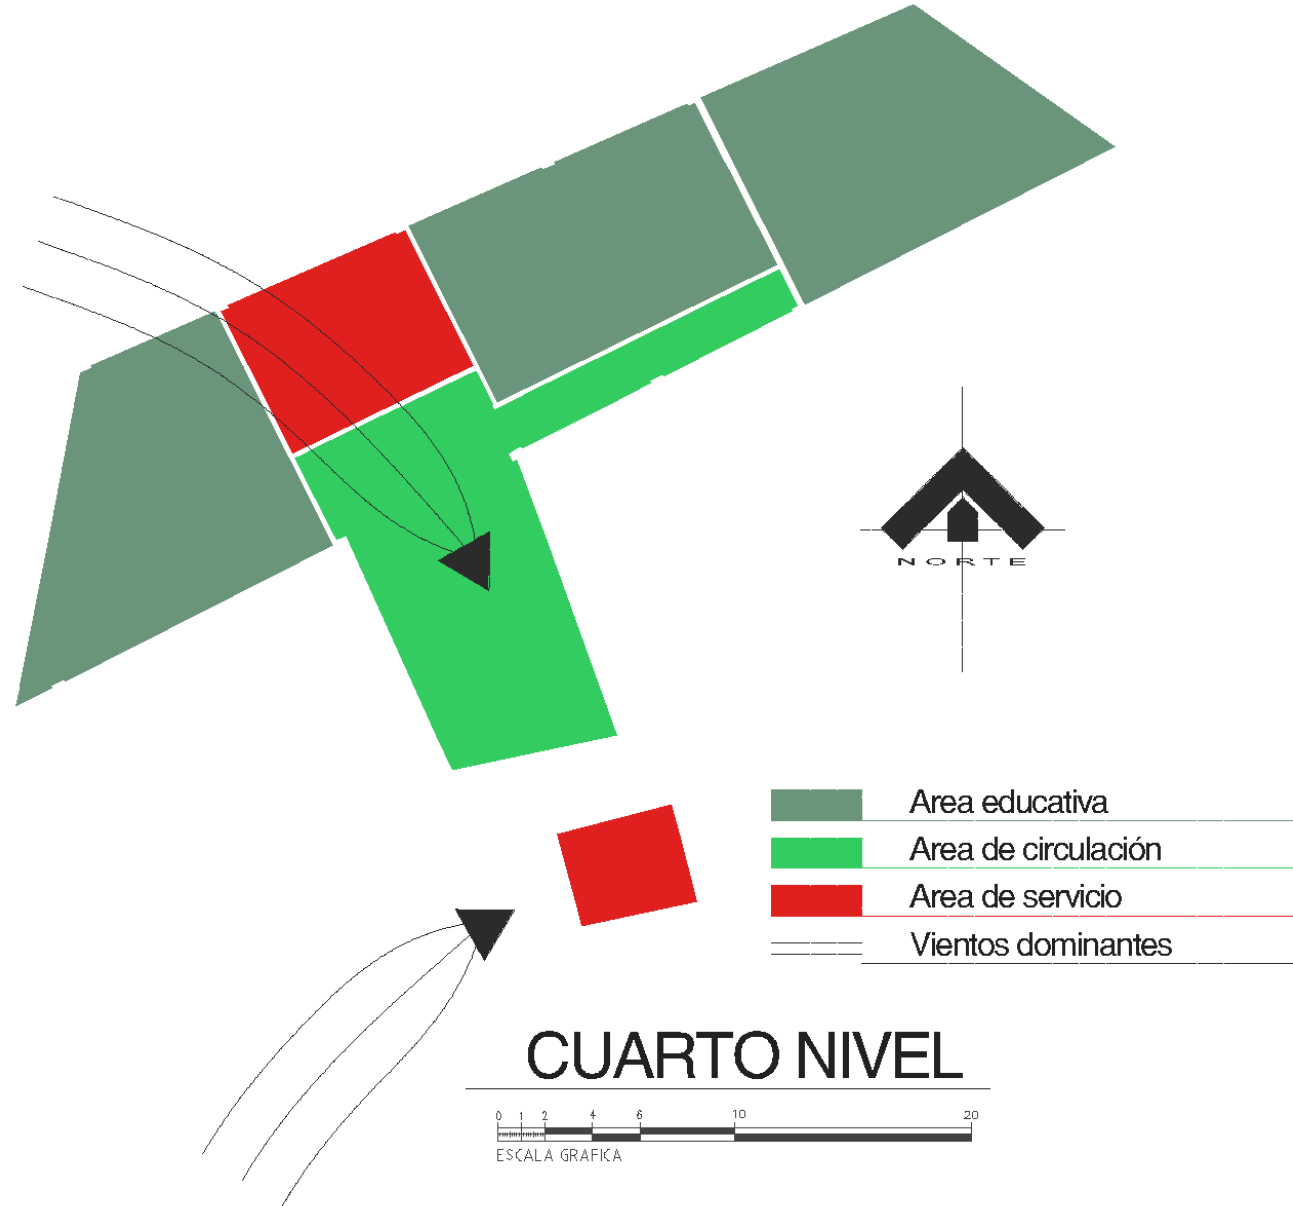 NORTE
Area educativa
Area de circulación
Area de servicio
Vientos dominantes
CUARTO NIVEL
0 1 2 4 6 10 20
ESCALA GRAFICA